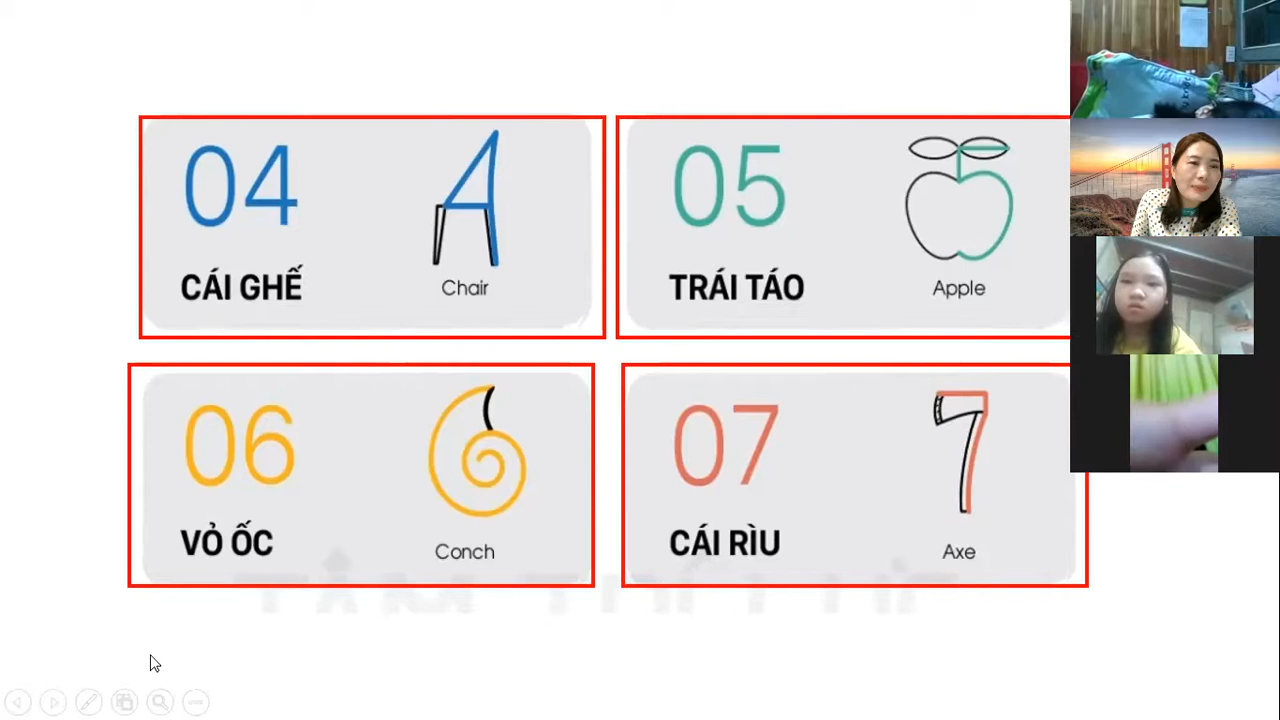 04
CÁI GHẾ
Chair
05
TRÁI TÁO
Apple
06
VỎ ỐC
Conch
07
CÁI RÌU
Axe